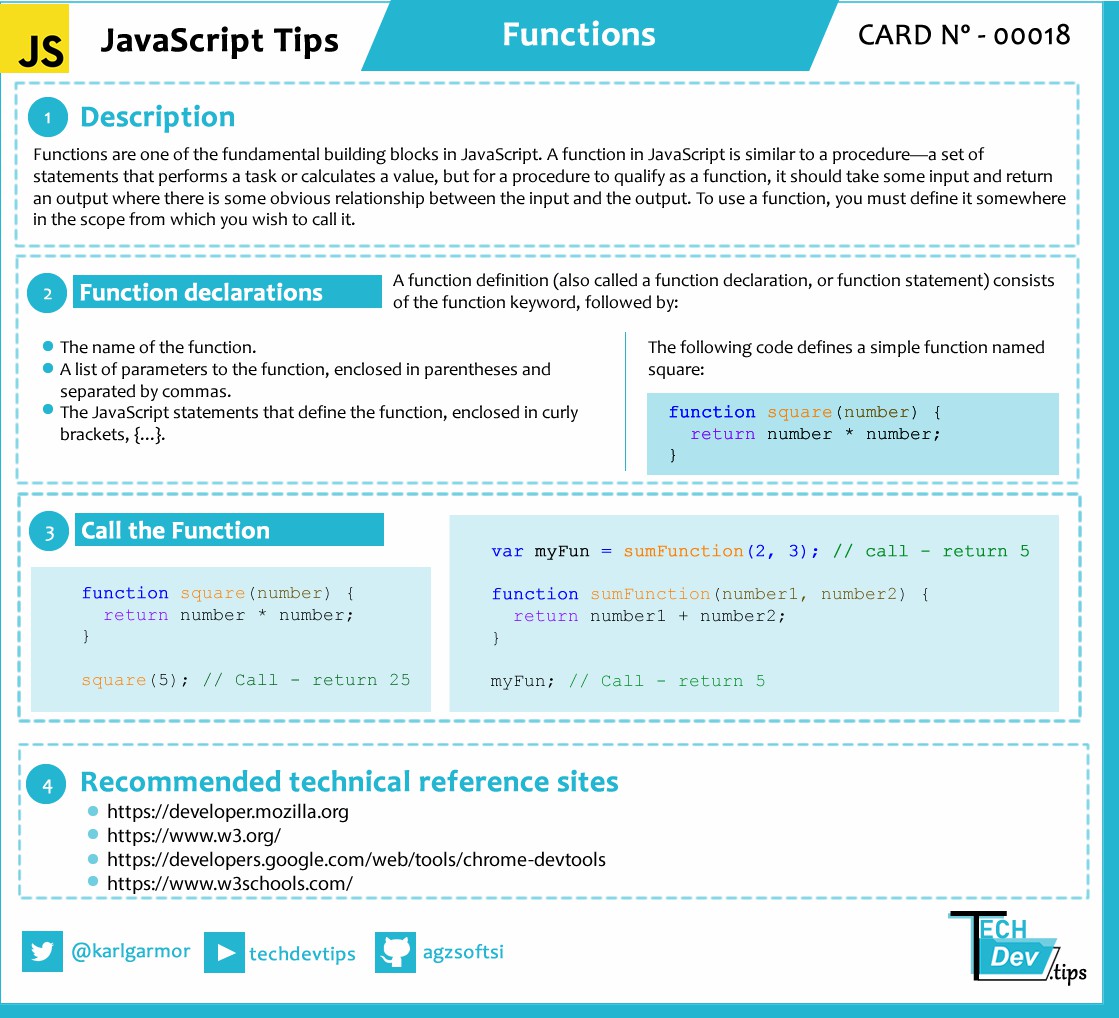 JS
JavaScript Tips
Functions
CARD Nº - 00018
1 Description
Functions are one of the fundamental building blocks in JavaScript. A function in JavaScript is similar to a procedure—a set of
statements that performs a task or calculates a value, but for a procedure to qualify as a function, it should take some input and return
an output where there is some obvious relationship between the input and the output. To use a function, you must define it somewhere
in the scope from which you wish to call it.
2 Function declarations
A function definition (also called a function declaration, or function statement) consists
of the function keyword, followed by:
The name of the function.
A list of parameters to the function, enclosed in parentheses and
separated by commas.
The JavaScript statements that define the function, enclosed in curly
brackets, {...}.
The following code defines a simple function named
square:
function square(number) {
  return number * number;
}
3 Call the Function
function square(number) {
  return number * number;
}
square(5); // Call - return 25
var myFun = sumFunction(2, 3); // call - return 5
function sumFunction(number1, number2) {
  return number1 + number2;
}
myFun; // Call - return 5
4 Recommended technical reference sites
https://developer.mozilla.org
https://www.w3.org/
https://developers.google.com/web/tools/chrome-devtools
https://www.w3schools.com/
@karlgarmor
techdevtips
agzsoftsi
TECH
Dev
.tips